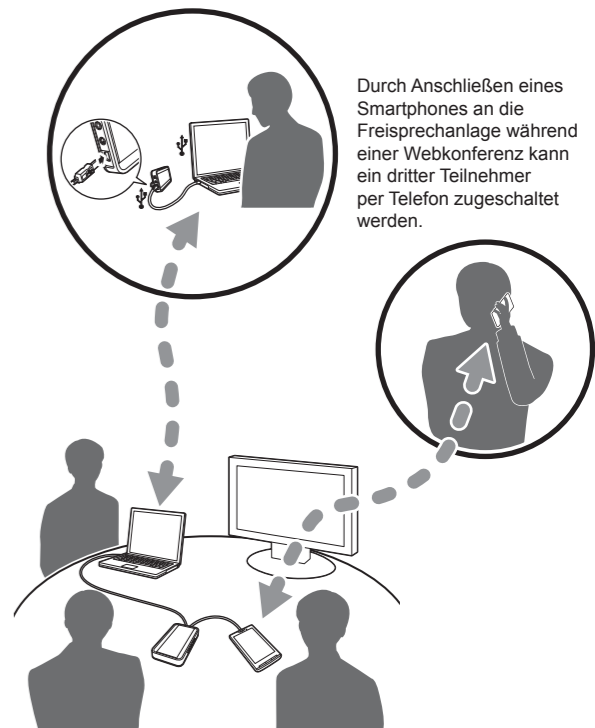 Durch Anschließen eines
Smartphones an die
Freisprechanlage während
einer Webkonferenz kann
ein dritter Teilnehmer
per Telefon zugeschaltet
werden.